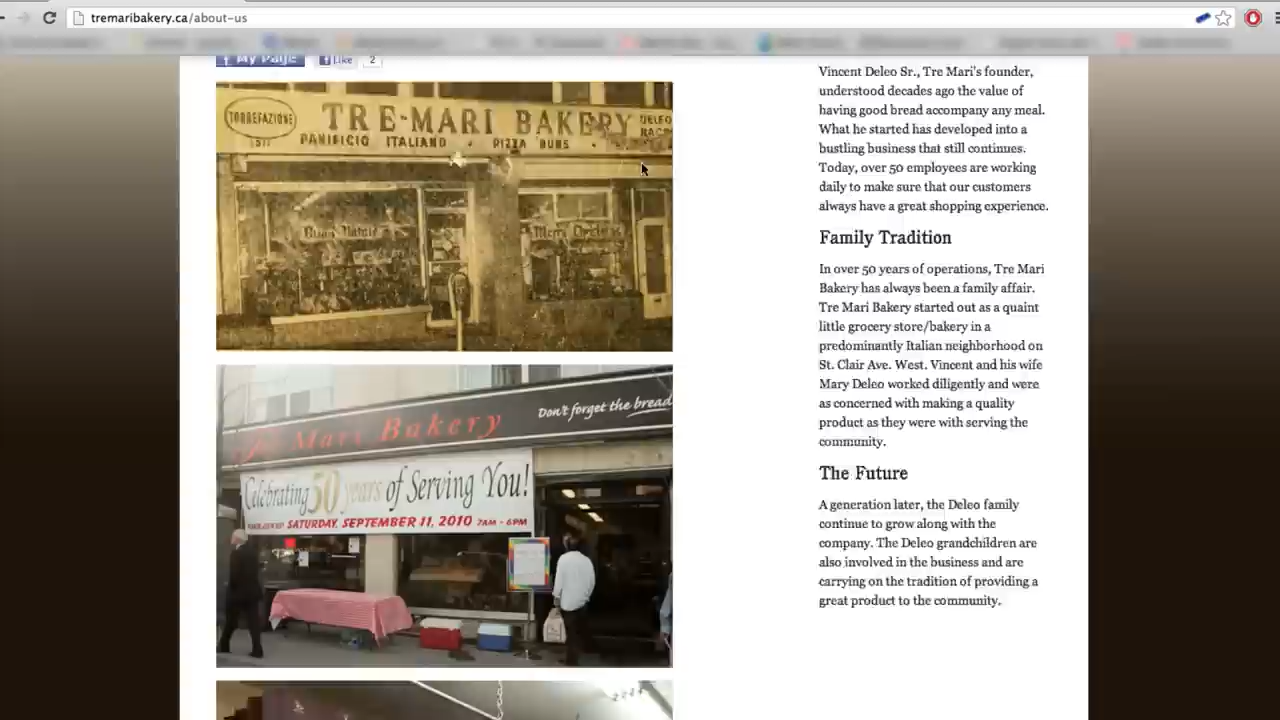 tremaribakery.ca/about-us
My Page
Like
2
TORREFAZIONE
TRE-MARI BAKERY
DELEO
PANIFICIO ITALIANO • PIZZA BUNS •
Buon Natale
Merry Christmas
Tre Mari Bakery
Don't forget the bread
Celebrating 50 years of Serving You!
SATURDAY, SEPTEMBER 11, 2010 7AM - 6PM
Vincent Deleo Sr., Tre Mari's founder,
understood decades ago the value of
having good bread accompany any meal.
What he started has developed into a
bustling business that still continues.
Today, over 50 employees are working
daily to make sure that our customers
always have a great shopping experience.
Family Tradition
In over 50 years of operations, Tre Mari
Bakery has always been a family affair.
Tre Mari Bakery started out as a quaint
little grocery store/bakery in a
predominantly Italian neighborhood on
St. Clair Ave. West. Vincent and his wife
Mary Deleo worked diligently and were
as concerned with making a quality
product as they were with serving the
community.
The Future
A generation later, the Deleo family
continue to grow along with the
company. The Deleo grandchildren are
also involved in the business and are
carrying on the tradition of providing a
great product to the community.